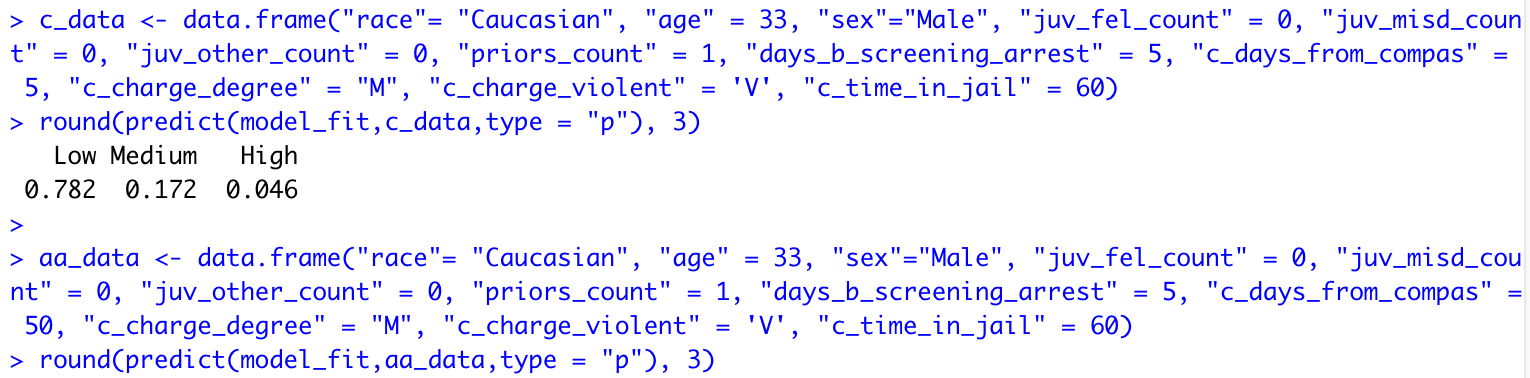 > c_data <- data.frame("race"= "Caucasian", "age" = 33, "sex"="Male", "juv_fel_count" = 0, "juv_misd_coun
t" = 0, "juv_other_count" = 0, "priors_count" = 1, "days_b_screening_arrest" = 5, "c_days_from_compas" =
 5, "c_charge_degree" = "M", "c_charge_violent" = 'V', "c_time_in_jail" = 60)
> round(predict(model_fit,c_data,type = "p"), 3)
   Low Medium   High
 0.782  0.172  0.046
>
> aa_data <- data.frame("race"= "Caucasian", "age" = 33, "sex"="Male", "juv_fel_count" = 0, "juv_misd_cou
nt" = 0, "juv_other_count" = 0, "priors_count" = 1, "days_b_screening_arrest" = 5, "c_days_from_compas" =
 50, "c_charge_degree" = "M", "c_charge_violent" = 'V', "c_time_in_jail" = 60)
> round(predict(model_fit,aa_data,type = "p"), 3)